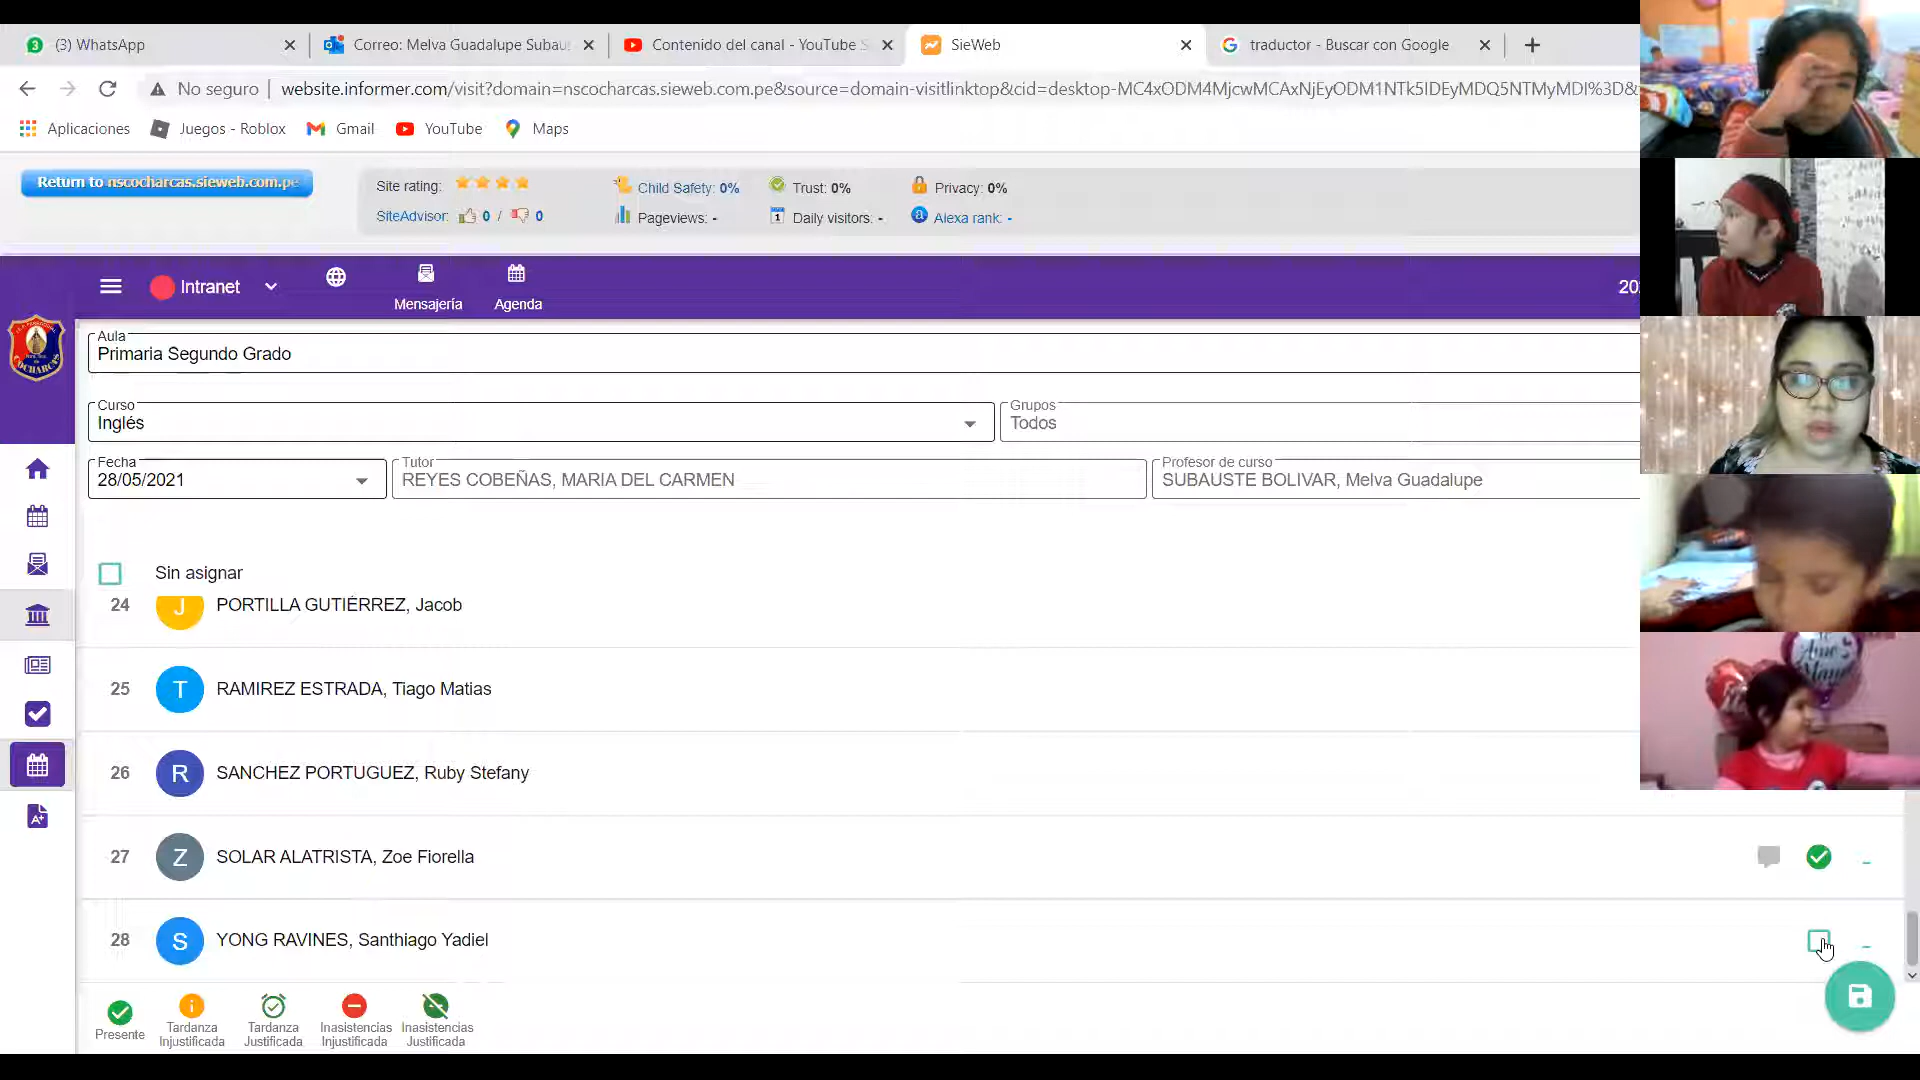 3 (3) WhatsApp
Correo: Melva Guadalupe Subau
Contenido del canal - YouTube S
SieWeb
traductor - Buscar con Google
No seguro
website.informer.com/visit?domain=nscocharcas.sieweb.com.pe&source=domain-visitlinktop&cid=desktop-MC4xODM4MjcwMCAxNjEyODM1NTk5IDEyMDQ5NTMyMDI%3D&
Aplicaciones
Juegos - Roblox
Gmail
YouTube
Maps
Return to nscocharcas.sieweb.com.pe
Site rating:
Child Safety: 0%
Trust: 0%
Privacy: 0%
SiteAdvisor: 0 / 0
Pageviews: -
1 Daily visitors: -
a Alexa rank: -
Intranet
Mensajería
Agenda
20
COCHARCAS
Aula
Primaria Segundo Grado
Curso
Inglés
Grupos
Todos
Fecha
28/05/2021
Tutor
REYES COBEÑAS, MARIA DEL CARMEN
Profesor de curso
SUBAUSTE BOLIVAR, Melva Guadalupe
Sin asignar
24 J PORTILLA GUTIÉRREZ, Jacob
25 T RAMIREZ ESTRADA, Tiago Matias
26 R SANCHEZ PORTUGUEZ, Ruby Stefany
27 Z SOLAR ALATRISTA, Zoe Fiorella
28 S YONG RAVINES, Santhiago Yadiel
Presente
Tardanza
Injustificada
Tardanza
Justificada
Inasistencias
Injustificada
Inasistencias
Justificada
A+